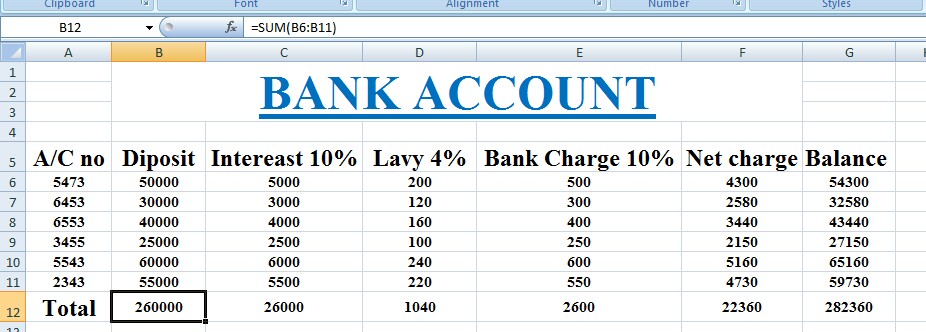 Clipboard Font Alignment Number Styles
B12 fx =SUM(B6:B11)
A B C D E F G
1
2 BANK ACCOUNT
3
4
5 A/C no Diposit Intereast 10% Lavy 4% Bank Charge 10% Net charge Balance
6 5473 50000 5000 200 500 4300 54300
7 6453 30000 3000 120 300 2580 32580
8 6553 40000 4000 160 400 3440 43440
9 3455 25000 2500 100 250 2150 27150
10 5543 60000 6000 240 600 5160 65160
11 2343 55000 5500 220 550 4730 59730
12 Total 260000 26000 1040 2600 22360 282360